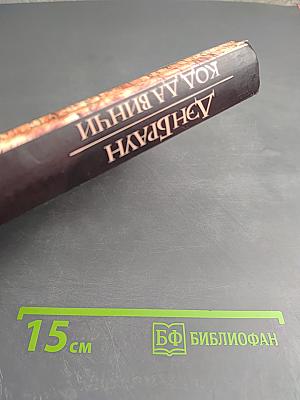 ДЭН БРАУН
КОД ДА ВИНЧИ
15 см
БФ БИБЛИОФАН